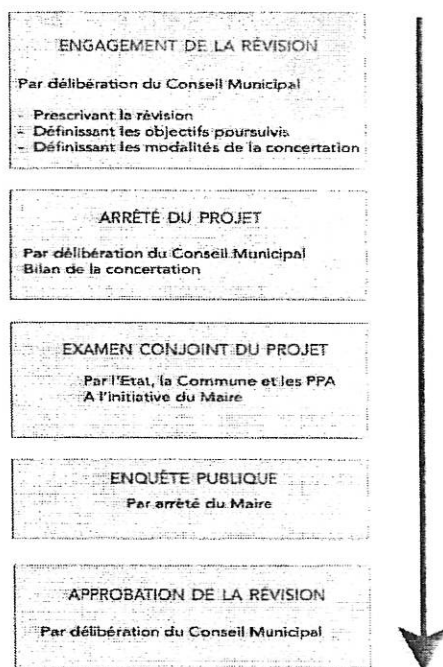 ENGAGEMENT DE LA RÉVISION
Par délibération du Conseil Municipal
- Prescrivant la révision
- Définissant les objectifs poursuivis
- Définissant les modalités de la concertation
ARRÊTÉ DU PROJET
Par délibération du Conseil Municipal
Bilan de la concertation
EXAMEN CONJOINT DU PROJET
Par l'Etat, la Commune et les PPA
A l'initiative du Maire
ENQUÊTE PUBLIQUE
Par arrêté du Maire
APPROBATION DE LA RÉVISION
Par délibération du Conseil Municipal